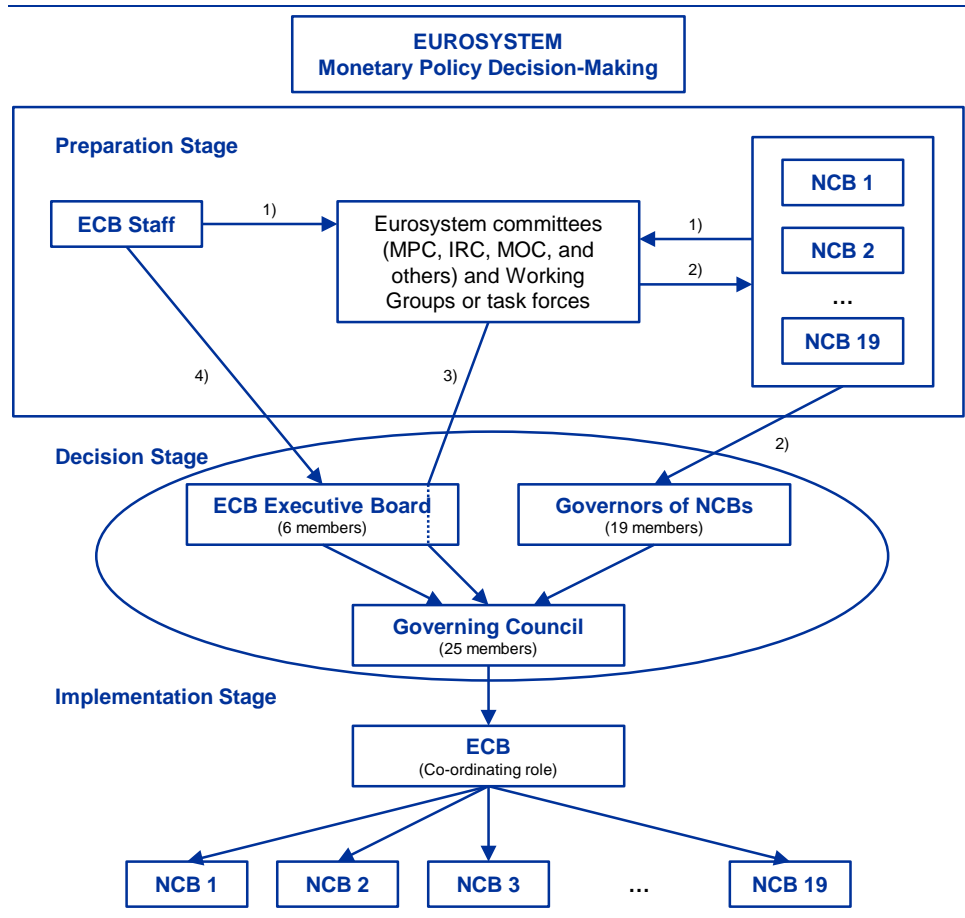 EUROSYSTEM
Monetary Policy Decision-Making
Preparation Stage
ECB Staff
1)
Eurosystem committees
(MPC, IRC, MOC, and
others) and Working
Groups or task forces
1)
2)
NCB 1
NCB 2
…
NCB 19
4)
3)
2)
Decision Stage
ECB Executive Board
(6 members)
Governors of NCBs
(19 members)
Governing Council
(25 members)
Implementation Stage
ECB
(Co-ordinating role)
NCB 1
NCB 2
NCB 3
…
NCB 19